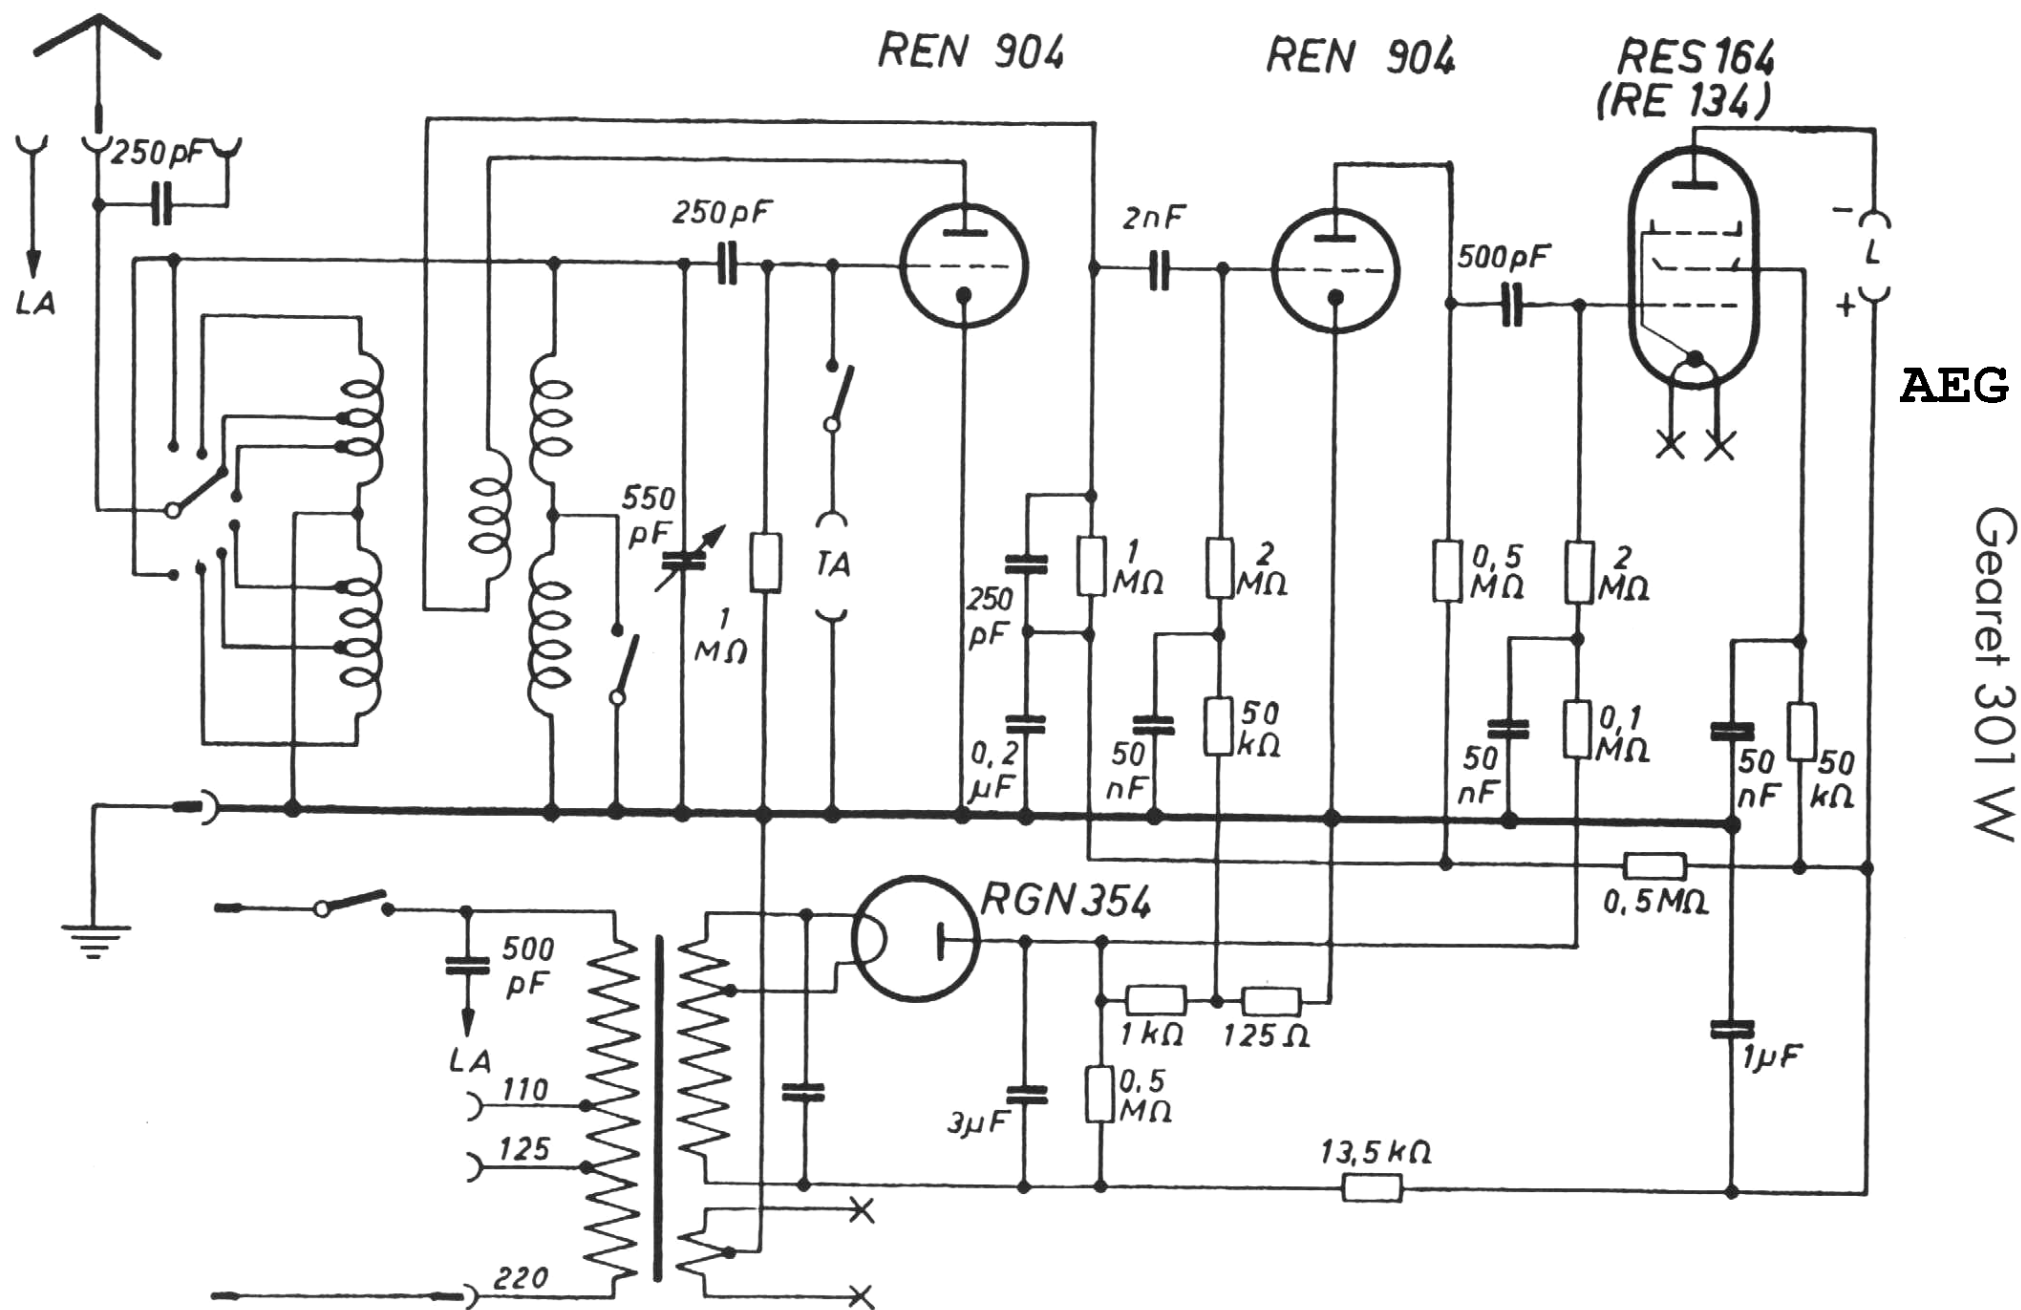 REN 904
REN 904
RES 164
(RE 134)
250pF
250pF
2nF
500pF
LA
-
L
+
AEG
Gearet 301 W
550
pF
TA
1
MΩ
250
pF
1
MΩ
2
MΩ
0,5
MΩ
2
MΩ
0,2
µF
50
nF
50
kΩ
50
nF
0,1
MΩ
50
nF
50
kΩ
RGN354
0,5MΩ
500
pF
LA
1kΩ
125Ω
1µF
110
3µF
0,5
MΩ
125
13,5kΩ
220